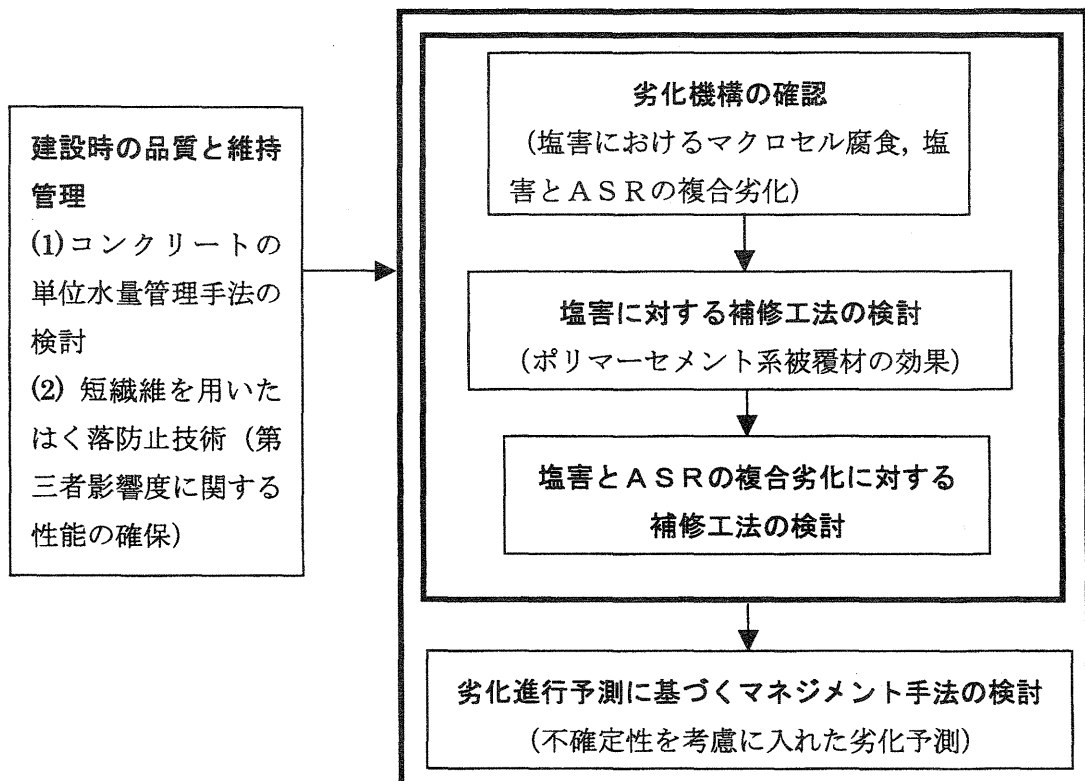 建設時の品質と維持
管理
(1)コンクリートの
単位水量管理手法の
検討
(2) 短繊維を用いた
はく落防止技術（第
三者影響度に関する
性能の確保）
劣化機構の確認
（塩害におけるマクロセル腐食, 塩
害とＡＳＲの複合劣化）
塩害に対する補修工法の検討
（ポリマーセメント系被覆材の効果）
塩害とＡＳＲの複合劣化に対する
補修工法の検討
劣化進行予測に基づくマネジメント手法の検討
（不確定性を考慮に入れた劣化予測）